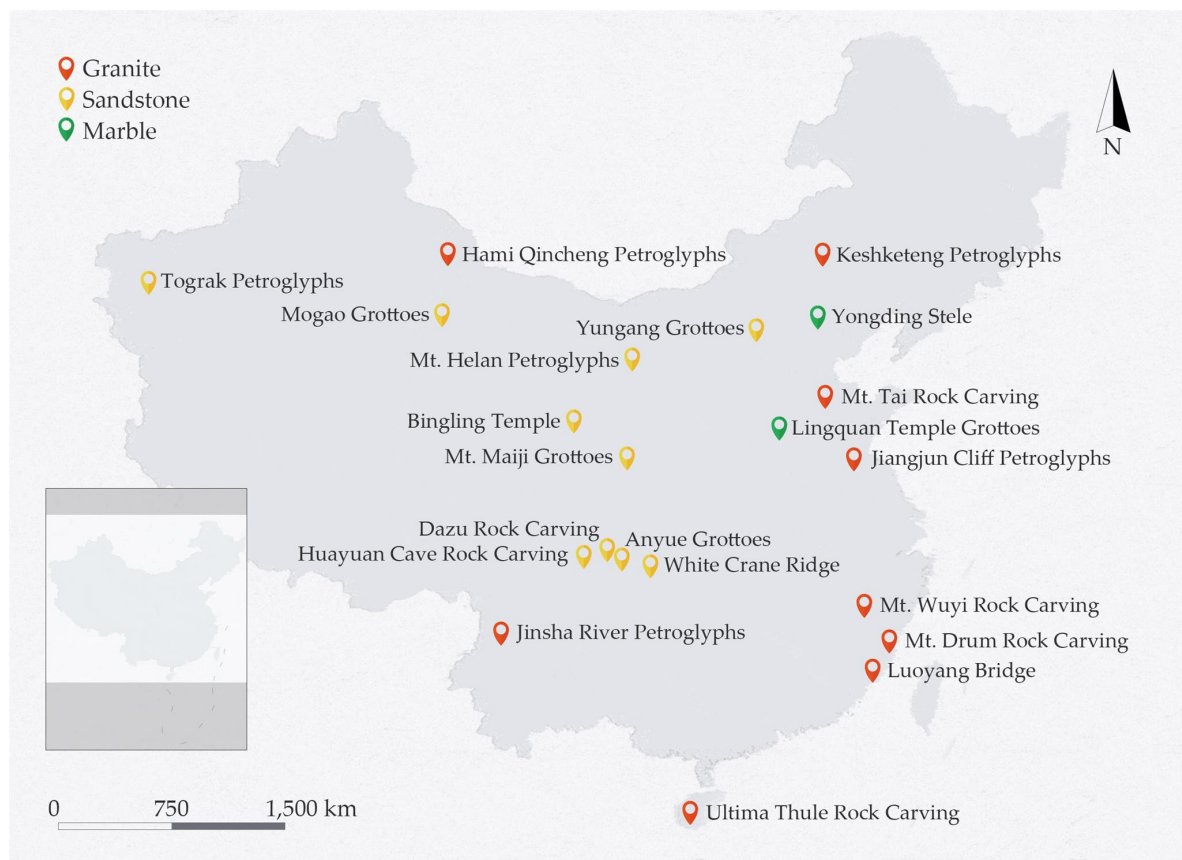 Granite
Sandstone
Marble
N
Hami Qincheng Petroglyphs
Keshketeng Petroglyphs
Tograk Petroglyphs
Mogao Grottoes
Yungang Grottoes
Yongding Stele
Mt. Helan Petroglyphs
Mt. Tai Rock Carving
Bingling Temple
Lingquan Temple Grottoes
Mt. Maiji Grottoes
Jiangjun Cliff Petroglyphs
Dazu Rock Carving
Anyue Grottoes
Huayuan Cave Rock Carving
White Crane Ridge
Mt. Wuyi Rock Carving
Jinsha River Petroglyphs
Mt. Drum Rock Carving
Luoyang Bridge
0 750 1,500 km
Ultima Thule Rock Carving